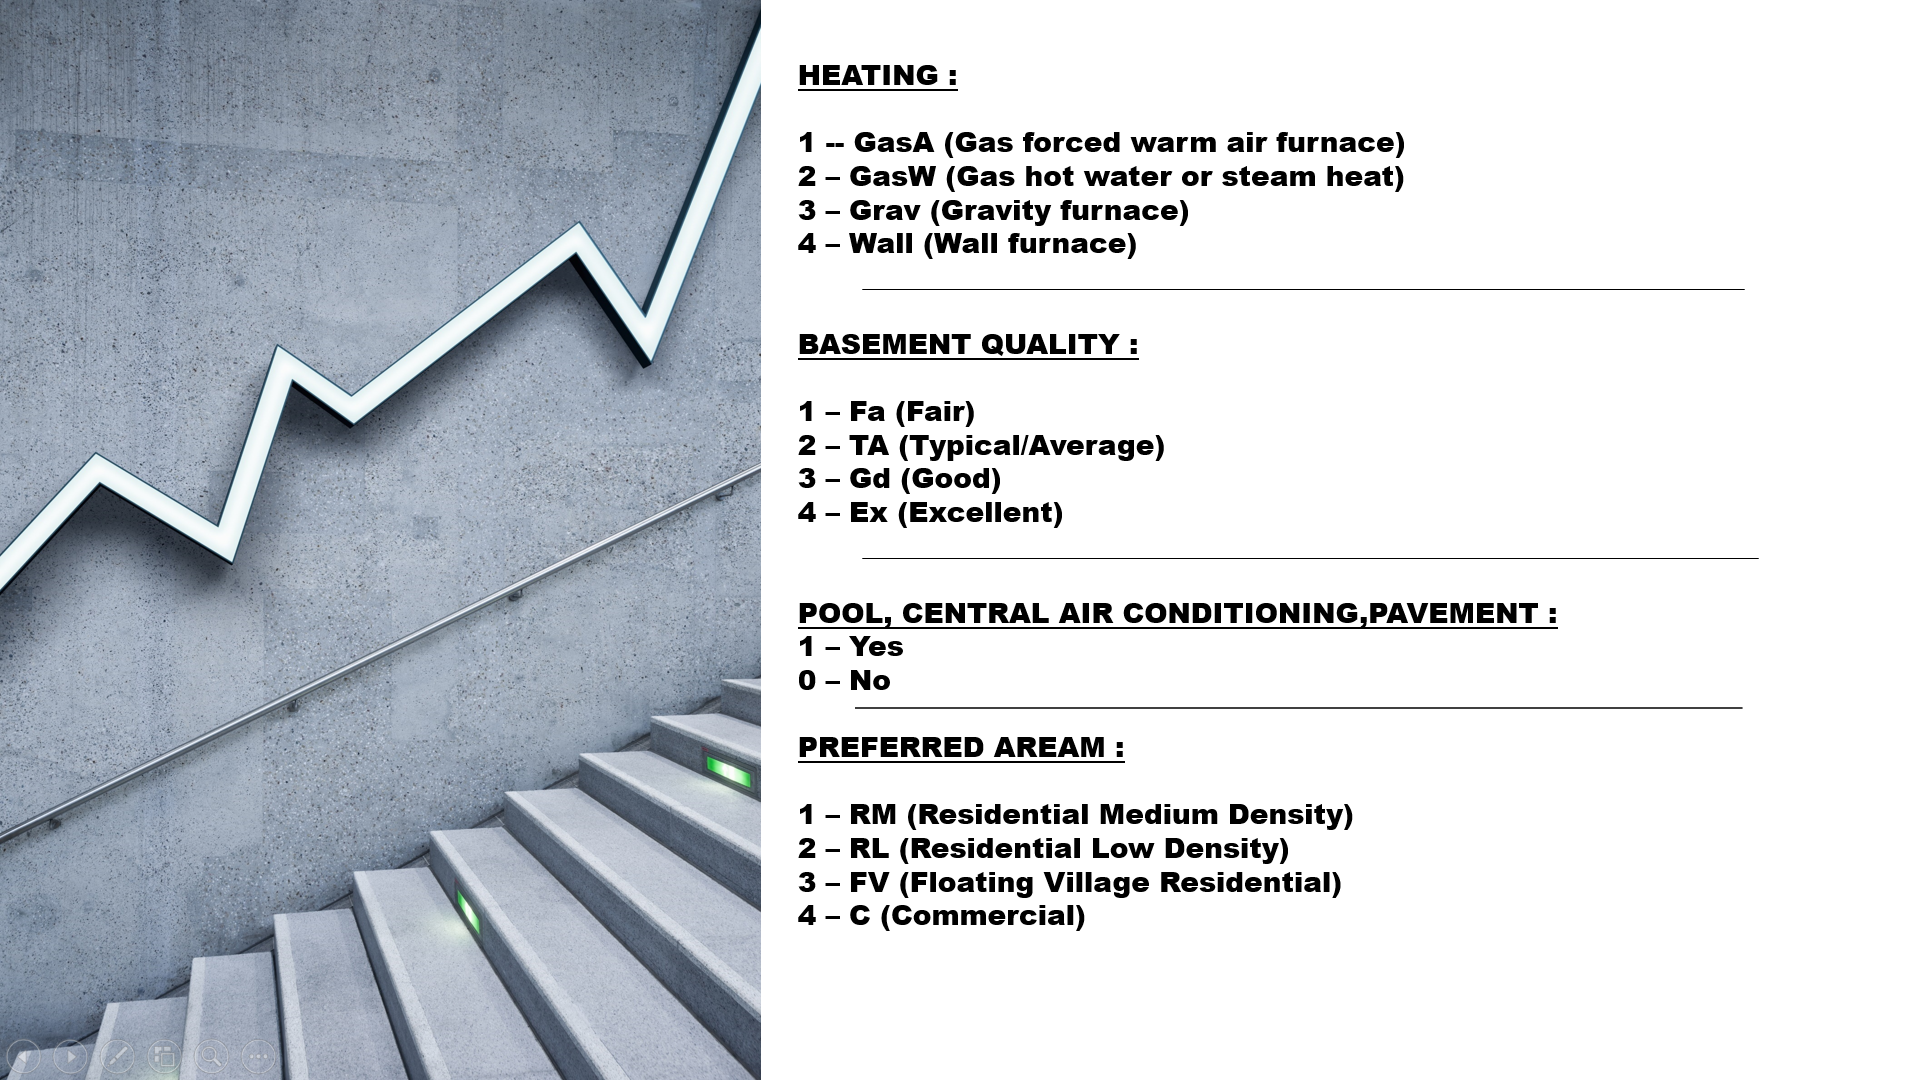 HEATING :
1 -- GasA (Gas forced warm air furnace)
2 – GasW (Gas hot water or steam heat)
3 – Grav (Gravity furnace)
4 – Wall (Wall furnace)
BASEMENT QUALITY :
1 – Fa (Fair)
2 – TA (Typical/Average)
3 – Gd (Good)
4 – Ex (Excellent)
POOL, CENTRAL AIR CONDITIONING,PAVEMENT :
1 – Yes
0 – No
PREFERRED AREAM :
1 – RM (Residential Medium Density)
2 – RL (Residential Low Density)
3 – FV (Floating Village Residential)
4 – C (Commercial)